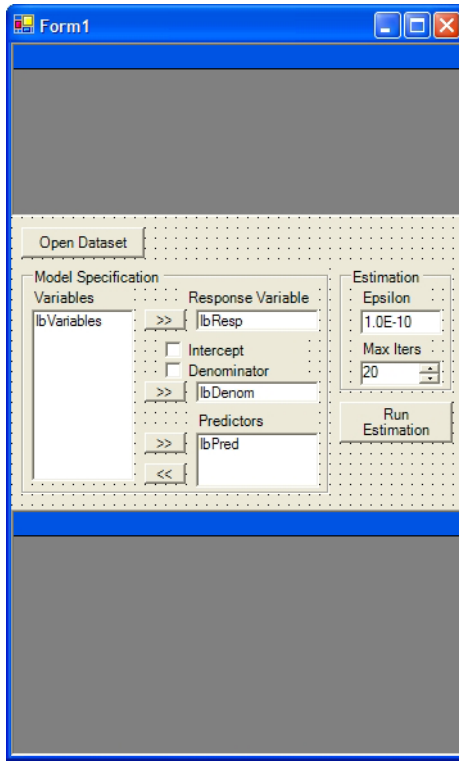 Form1
Open Dataset
Model Specification
Estimation
Variables
Response Variable
Epsilon
lbVariables
>>
lbResp
1.0E-10
Intercept
Max Iters
Denominator
20
>>
lbDenom
Predictors
Run
Estimation
>>
lbPred
<<